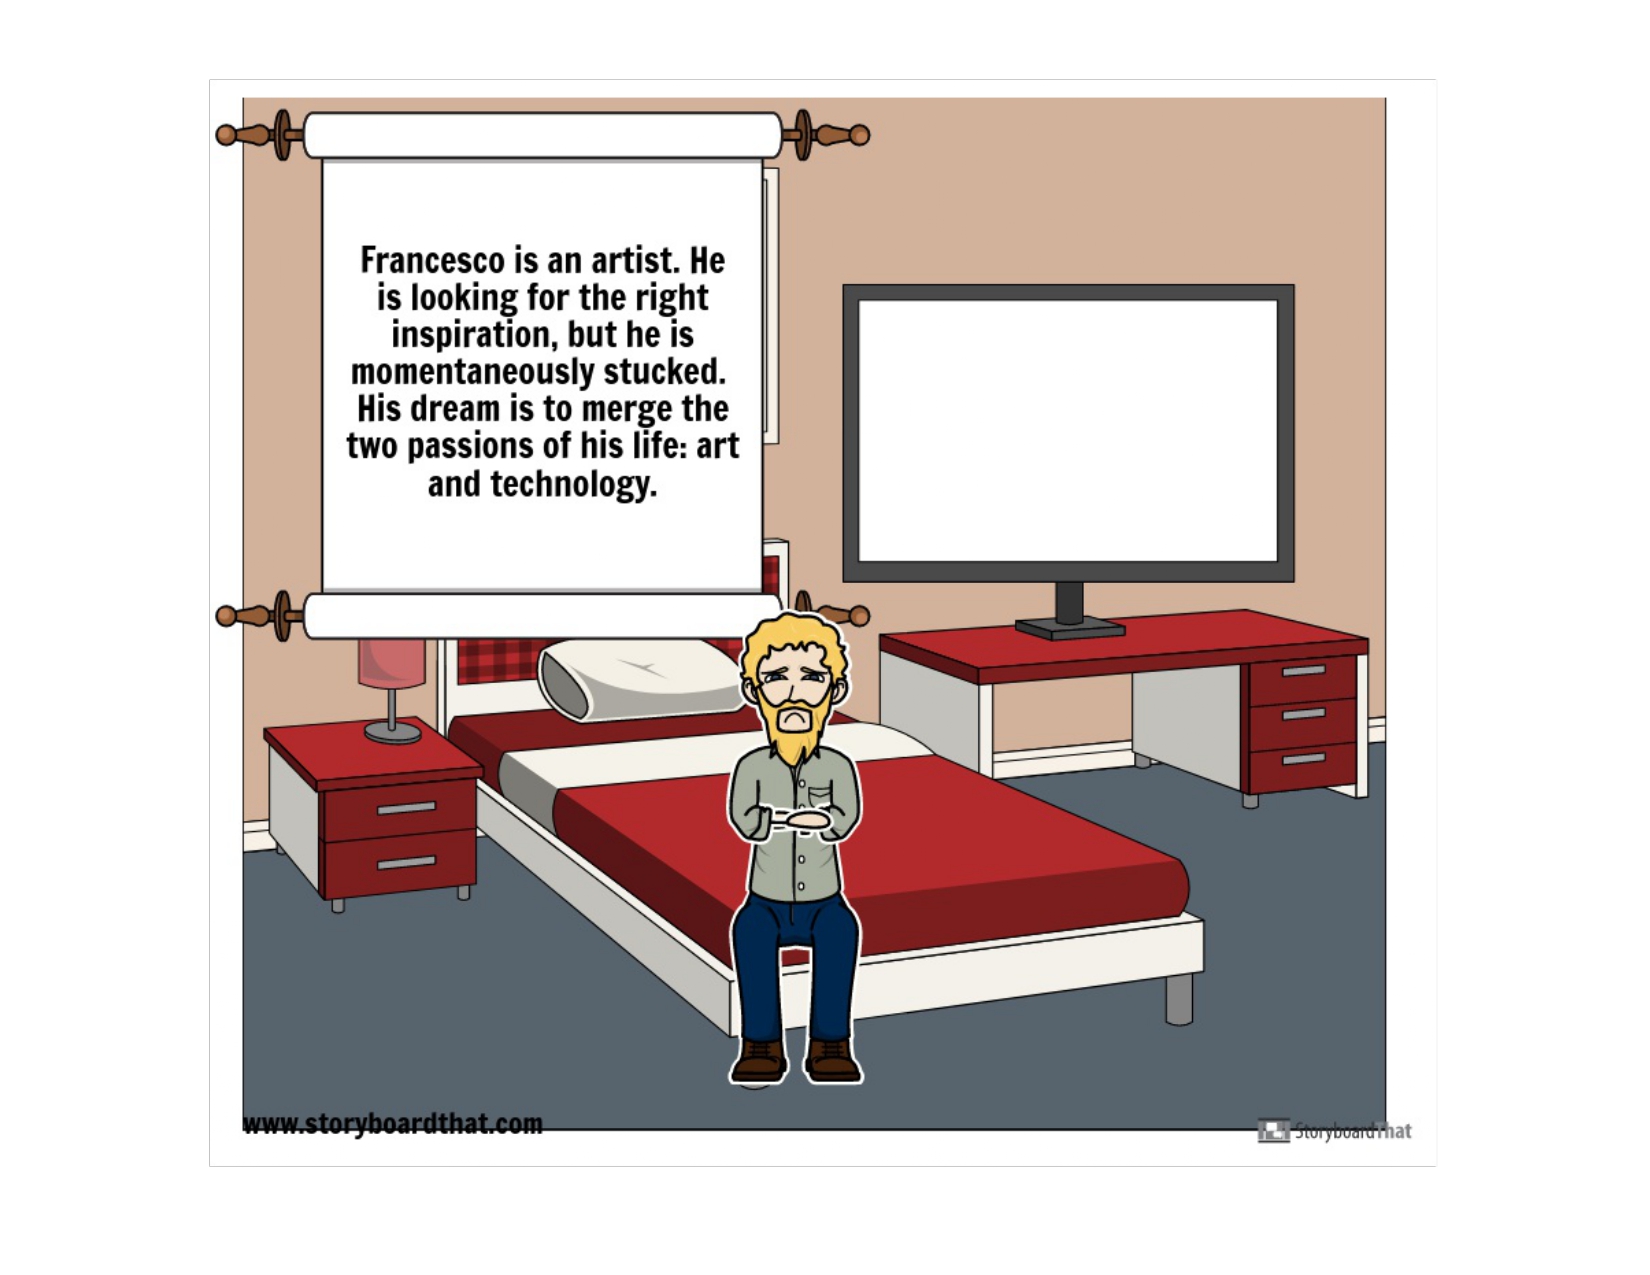 Francesco is an artist. He
is looking for the right
inspiration, but he is
momentaneously stucked.
His dream is to merge the
two passions of his life: art
and technology.
www.storyboardthat.com
StoryboardThat